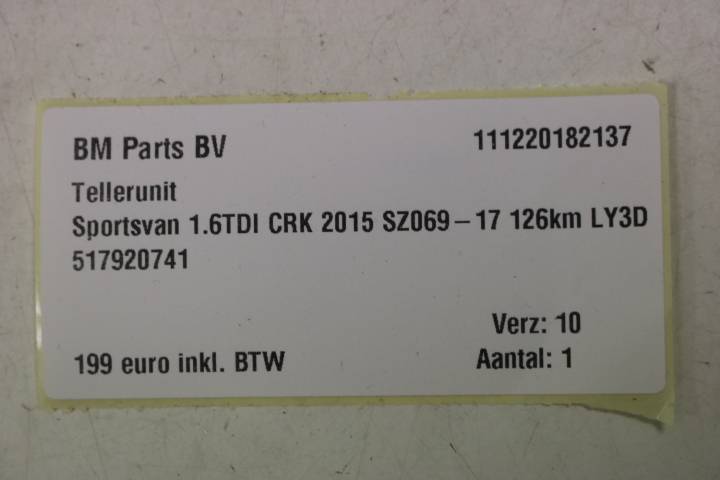 BM Parts BV 111220182137
Tellerunit
Sportsvan 1.6TDI CRK 2015 SZ069-17 126km LY3D
517920741
Verz: 10
199 euro inkl. BTW Aantal: 1